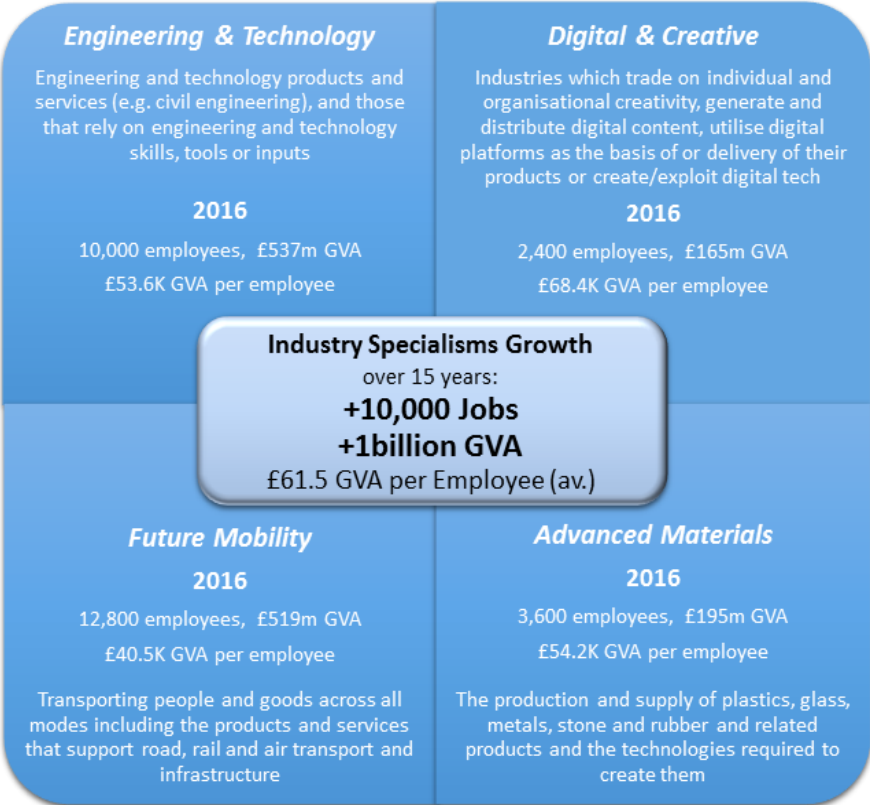 Engineering & Technology
Engineering and technology products and
services (e.g. civil engineering), and those
that rely on engineering and technology
skills, tools or inputs
2016
10,000 employees, £537m GVA
£53.6K GVA per employee
Digital & Creative
Industries which trade on individual and
organisational creativity, generate and
distribute digital content, utilise digital
platforms as the basis of or delivery of their
products or create/exploit digital tech
2016
2,400 employees, £165m GVA
£68.4K GVA per employee
Industry Specialisms Growth
over 15 years:
+10,000 Jobs
+1billion GVA
£61.5 GVA per Employee (av.)
Future Mobility
2016
12,800 employees, £519m GVA
£40.5K GVA per employee
Transporting people and goods across all
modes including the products and services
that support road, rail and air transport and
infrastructure
Advanced Materials
2016
3,600 employees, £195m GVA
£54.2K GVA per employee
The production and supply of plastics, glass,
metals, stone and rubber and related
products and the technologies required to
create them